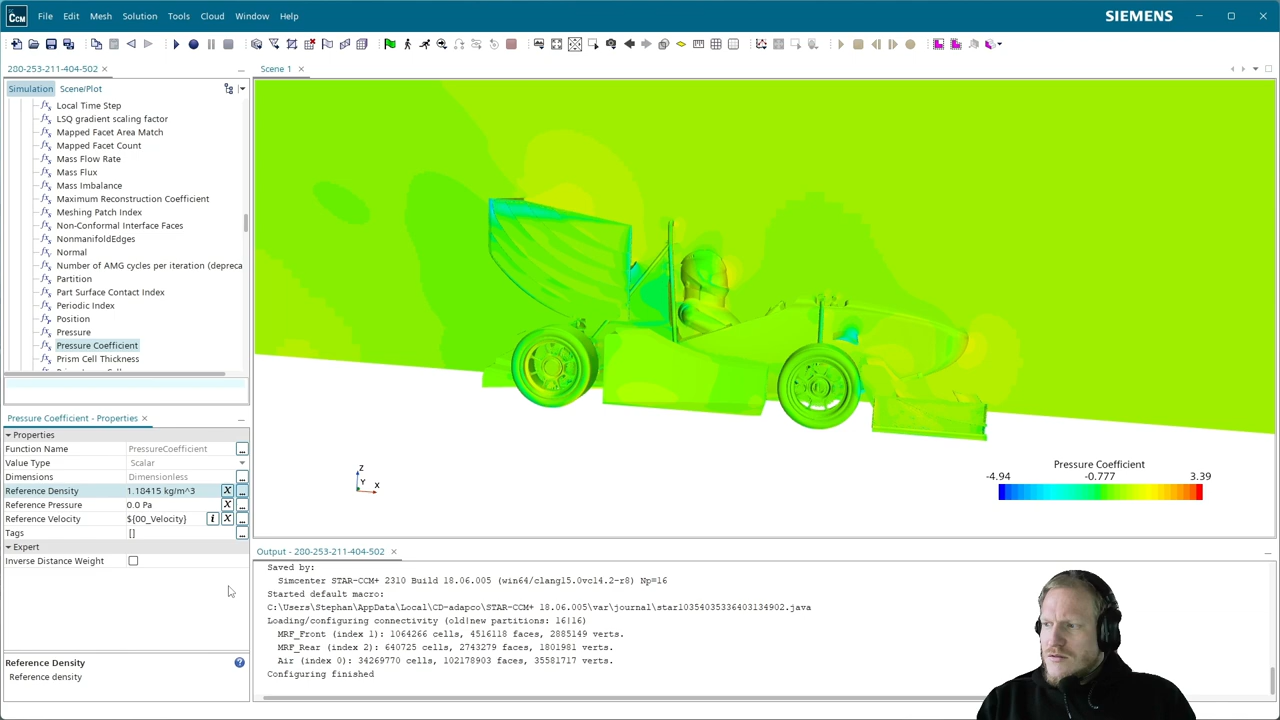 CCM
File Edit Mesh Solution Tools Cloud Window Help
SIEMENS
280-253-211-404-502
Simulation Scene/Plot
Local Time Step
LSQ gradient scaling factor
Mapped Facet Area Match
Mapped Facet Count
Mass Flow Rate
Mass Flux
Mass Imbalance
Maximum Reconstruction Coefficient
Meshing Patch Index
Non-Conformal Interface Faces
NonmanifoldEdges
Normal
Number of AMG cycles per iteration (depreca
Partition
Part Surface Contact Index
Periodic Index
Position
Pressure
Pressure Coefficient
Prism Cell Thickness
Pressure Coefficient - Properties
Properties
Function Name PressureCoefficient
Value Type Scalar
Dimensions Dimensionless
Reference Density 1.18415 kg/m^3
Reference Pressure 0.0 Pa
Reference Velocity ${00_Velocity}
Tags []
Expert
Inverse Distance Weight
Reference Density
Reference density
Scene 1
Z
Y
X
Pressure Coefficient
-4.94 -0.777 3.39
Output - 280-253-211-404-502
Saved by:
Simcenter STAR-CCM+ 2310 Build 18.06.005 (win64/clang15.0vc14.2-r8) Np=16
Started default macro:
C:\Users\Stephan\AppData\Local\CD-adapco\STAR-CCM+ 18.06.005\var\journal\star10354035336403134902.java
Loading/configuring connectivity (old|new partitions: 16|16)
MRF_Front (index 1): 1064266 cells, 4516118 faces, 2885149 verts.
MRF_Rear (index 2): 640725 cells, 2743279 faces, 1801981 verts.
Air (index 0): 34269770 cells, 102178903 faces, 35581717 verts.
Configuring finished